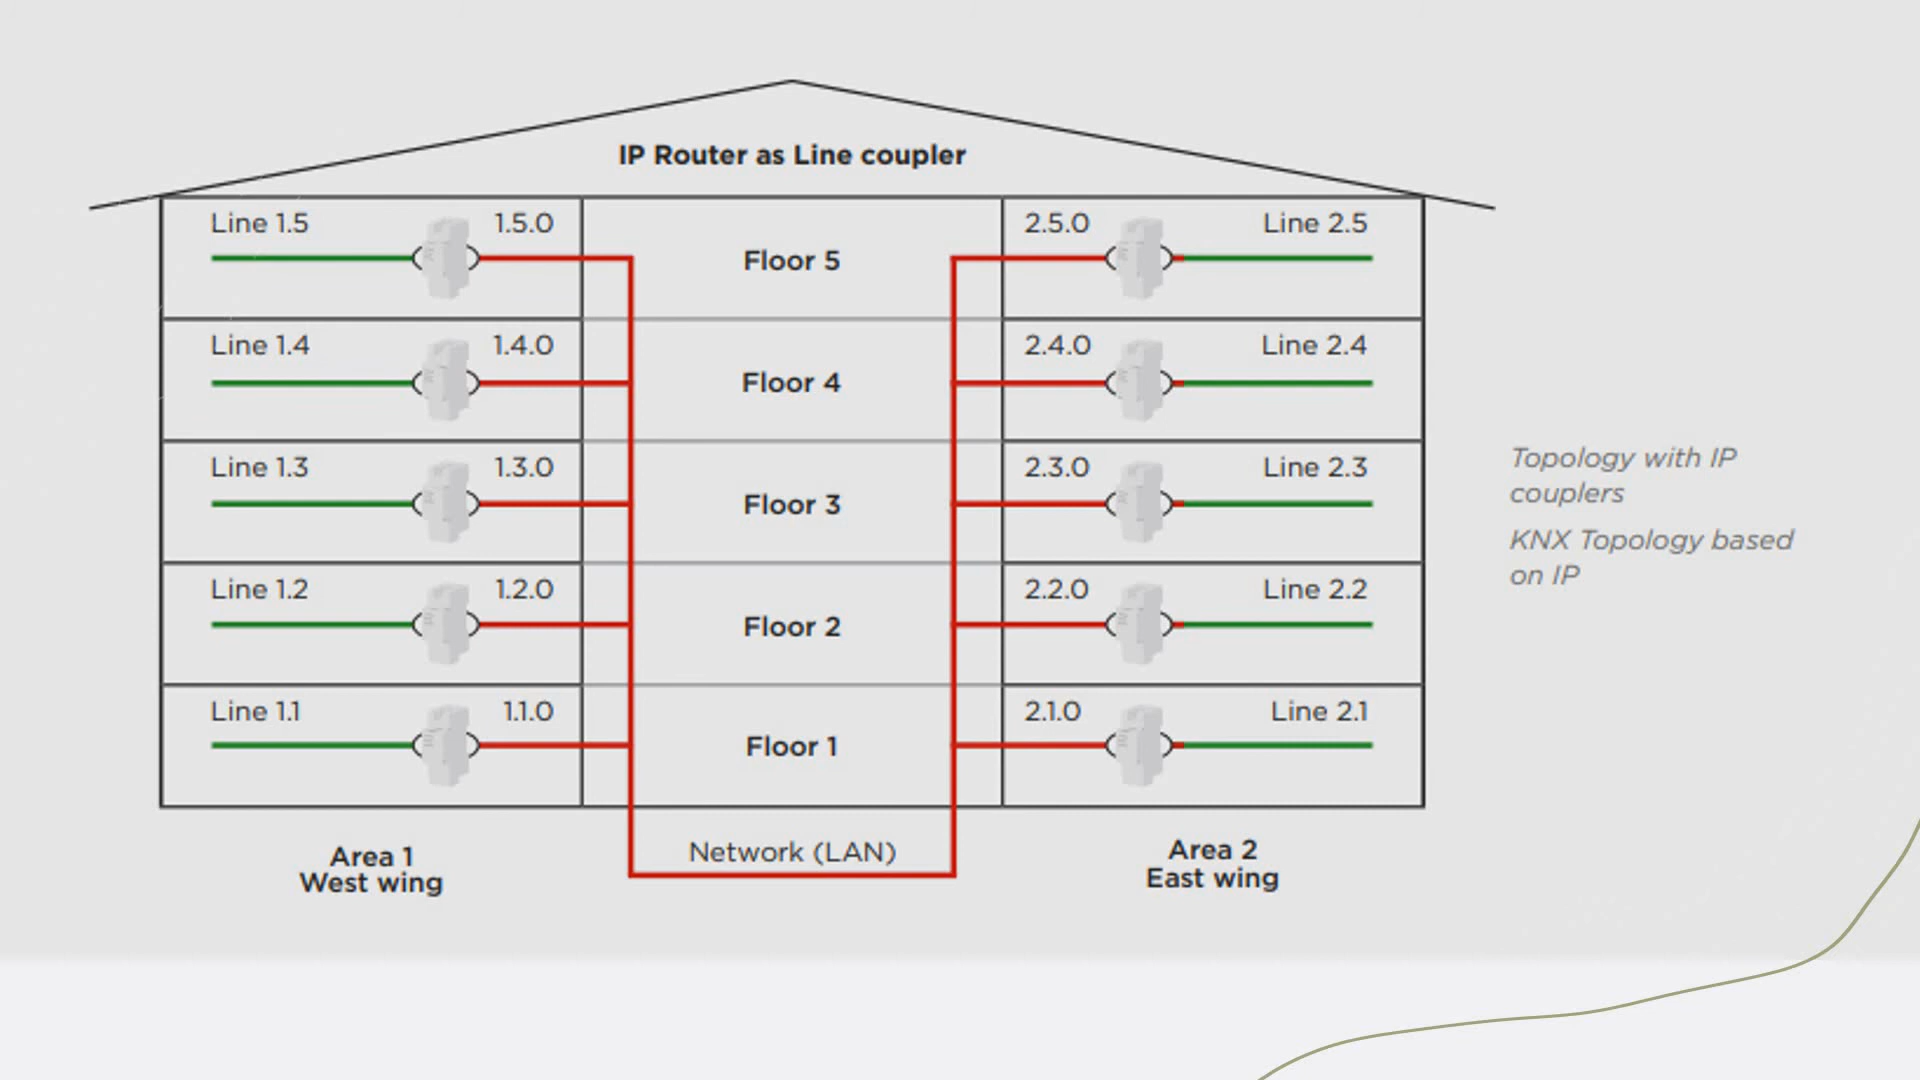 IP Router as Line coupler
Line 1.5 1.5.0 Floor 5 2.5.0 Line 2.5
Line 1.4 1.4.0 Floor 4 2.4.0 Line 2.4
Line 1.3 1.3.0 Floor 3 2.3.0 Line 2.3
Line 1.2 1.2.0 Floor 2 2.2.0 Line 2.2
Line 1.1 1.1.0 Floor 1 2.1.0 Line 2.1
Network (LAN)
Area 1
West wing
Area 2
East wing
Topology with IP
couplers
KNX Topology based
on IP